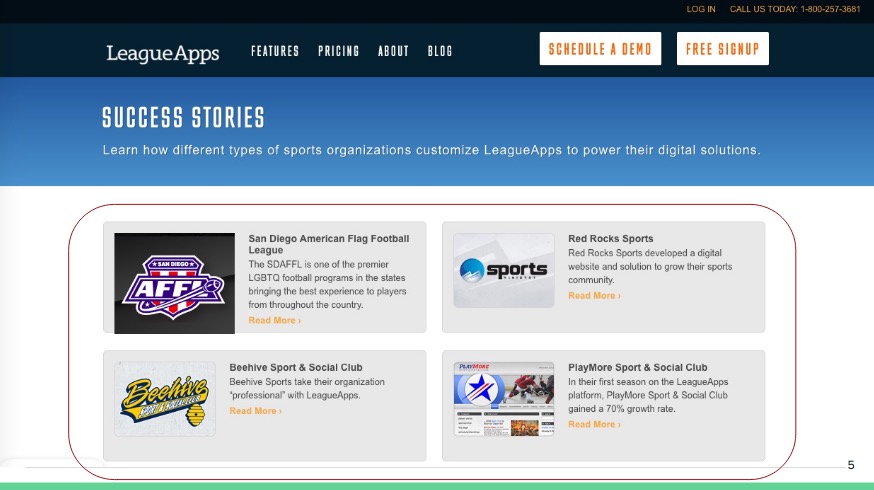 LOG IN CALL US TODAY: 1-800-257-3681
LeagueApps FEATURES PRICING ABOUT BLOG SCHEDULE A DEMO FREE SIGNUP
SUCCESS STORIES
Learn how different types of sports organizations customize LeagueApps to power their digital solutions.
SAN DIEGO
AFFL
San Diego American Flag Football
League
The SDAFFL is one of the premier
LGBTQ football programs in the states
bringing the best experience to players
from throughout the country.
Read More ›
sports
Red Rocks Sports
Red Rocks Sports developed a digital
website and solution to grow their sports
community.
Read More ›
Beehive
Beehive Sport & Social Club
Beehive Sports take their organization
"professional" with LeagueApps.
Read More ›
PLAYMORE
PlayMore Sport & Social Club
In their first season on the LeagueApps
platform, PlayMore Sport & Social Club
gained a 70% growth rate.
Read More ›
5